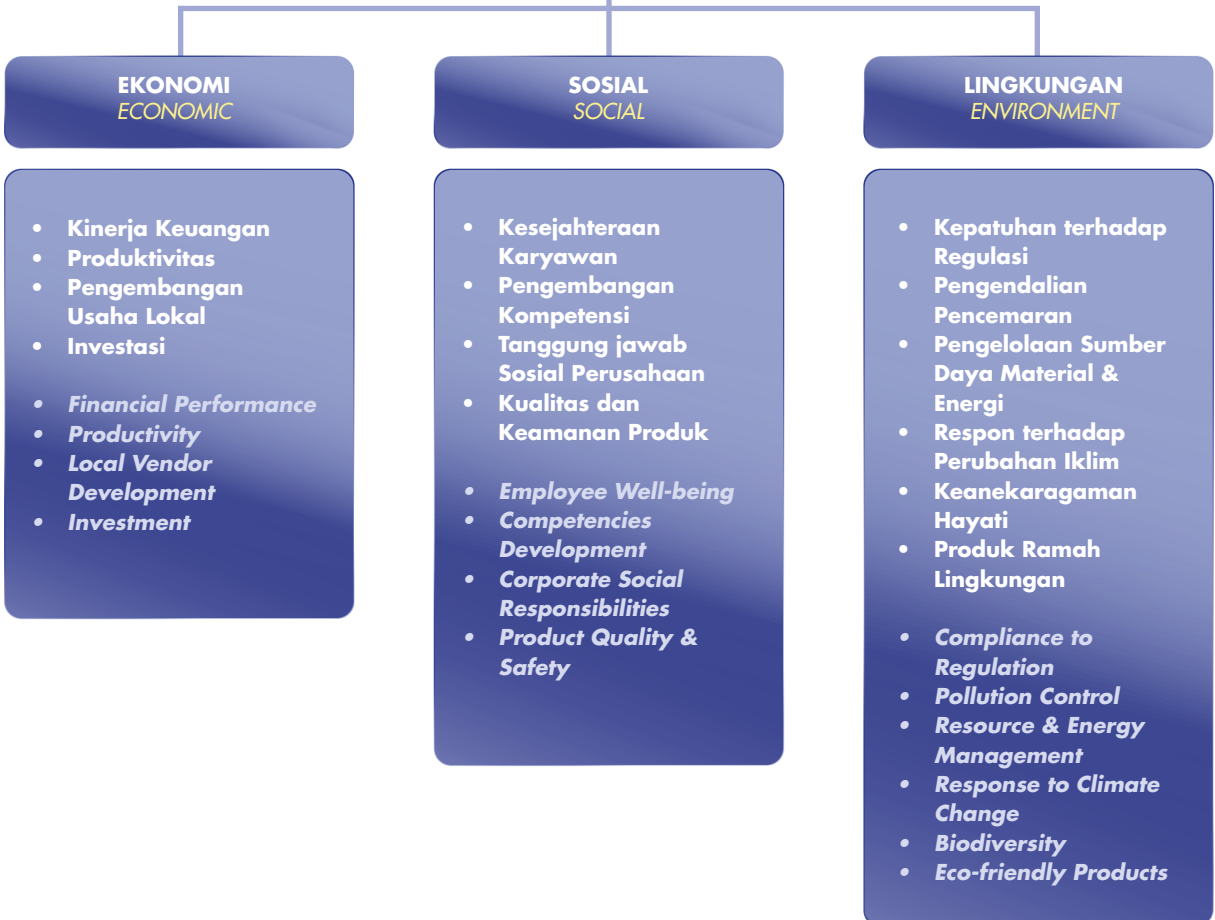 EKONOMI
ECONOMIC
• Kinerja Keuangan
• Produktivitas
• Pengembangan
Usaha Lokal
• Investasi
• Financial Performance
• Productivity
• Local Vendor
Development
• Investment
SOSIAL
SOCIAL
• Kesejahteraan
Karyawan
• Pengembangan
Kompetensi
• Tanggung jawab
Sosial Perusahaan
• Kualitas dan
Keamanan Produk
• Employee Well-being
• Competencies
Development
• Corporate Social
Responsibilities
• Product Quality &
Safety
LINGKUNGAN
ENVIRONMENT
• Kepatuhan terhadap
Regulasi
• Pengendalian
Pencemaran
• Pengelolaan Sumber
Daya Material &
Energi
• Respon terhadap
Perubahan Iklim
• Keanekaragaman
Hayati
• Produk Ramah
Lingkungan
• Compliance to
Regulation
• Pollution Control
• Resource & Energy
Management
• Response to Climate
Change
• Biodiversity
• Eco-friendly Products